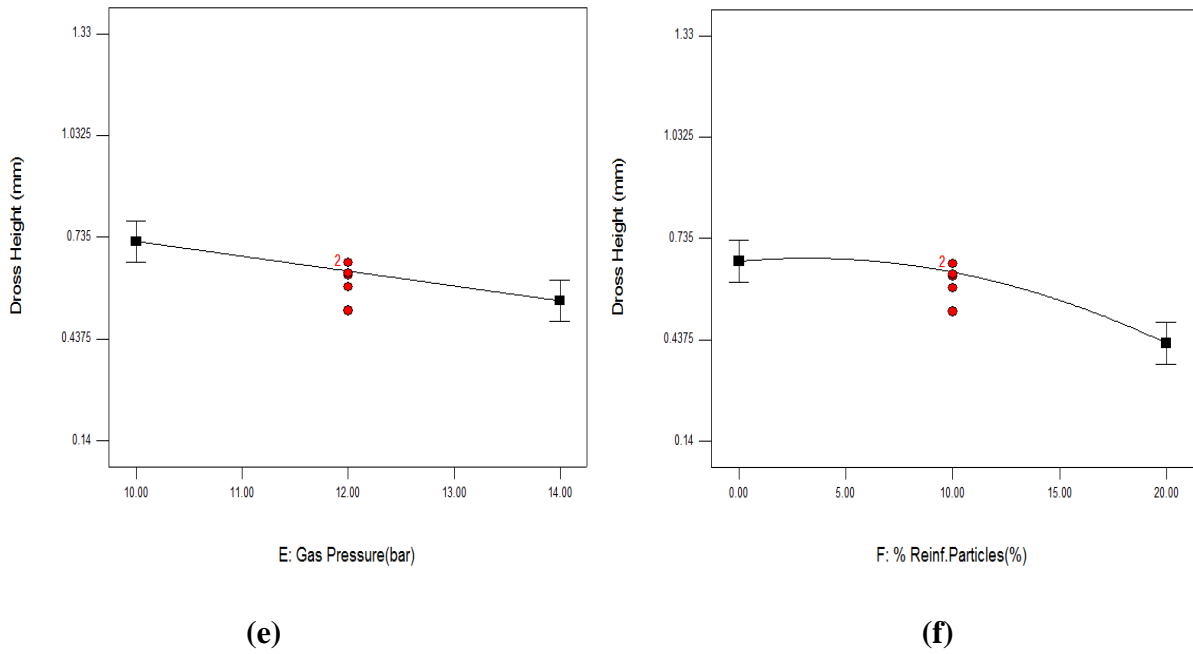 Dross Height (mm)
1.33
1.0325
0.735
0.4375
0.14
2
10.00 11.00 12.00 13.00 14.00
E: Gas Pressure(bar)
(e)
Dross Height (mm)
1.33
1.0325
0.735
0.4375
0.14
2
0.00 5.00 10.00 15.00 20.00
F: % Reinf.Particles(%)
(f)